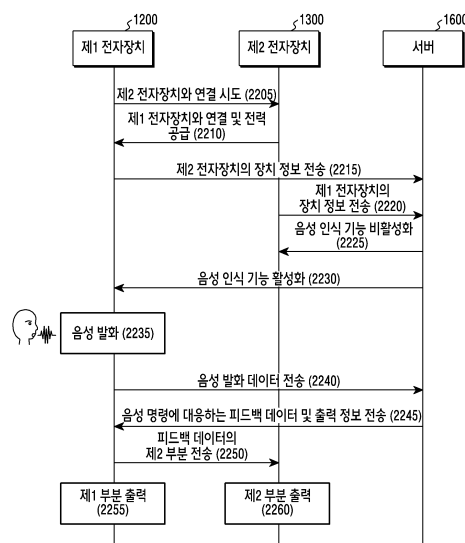 1200
1300
1600
제1 전자장치
제2 전자장치
서버
제2 전자장치와 연결 시도 (2205)
제1 전자장치와 연결 및 전력
공급 (2210)
제2 전자장치의 장치 정보 전송 (2215)
제1 전자장치의
장치 정보 전송 (2220)
음성 인식 기능 비활성화
(2225)
음성 인식 기능 활성화 (2230)
음성 발화 (2235)
음성 발화 데이터 전송 (2240)
음성 명령에 대응하는 피드백 데이터 및 출력 정보 전송 (2245)
피드백 데이터의
제2 부분 전송 (2250)
제1 부분 출력
(2255)
제2 부분 출력
(2260)